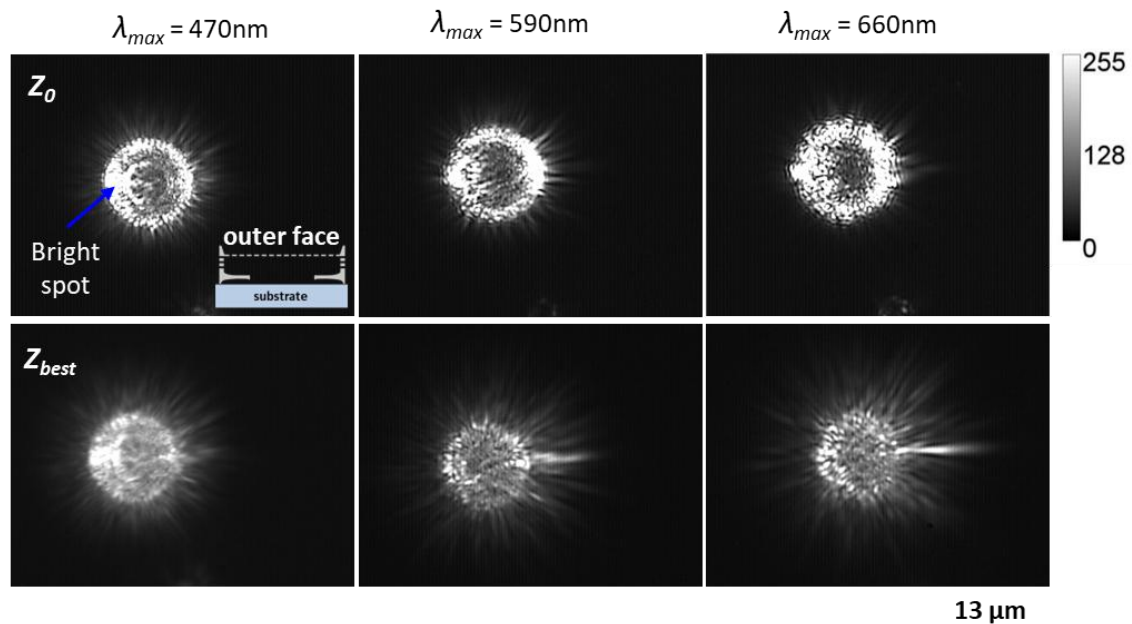 λmax = 470nm
λmax = 590nm
λmax = 660nm
Z0
255
128
0
Bright
spot
outer face
substrate
Zbest
13 µm